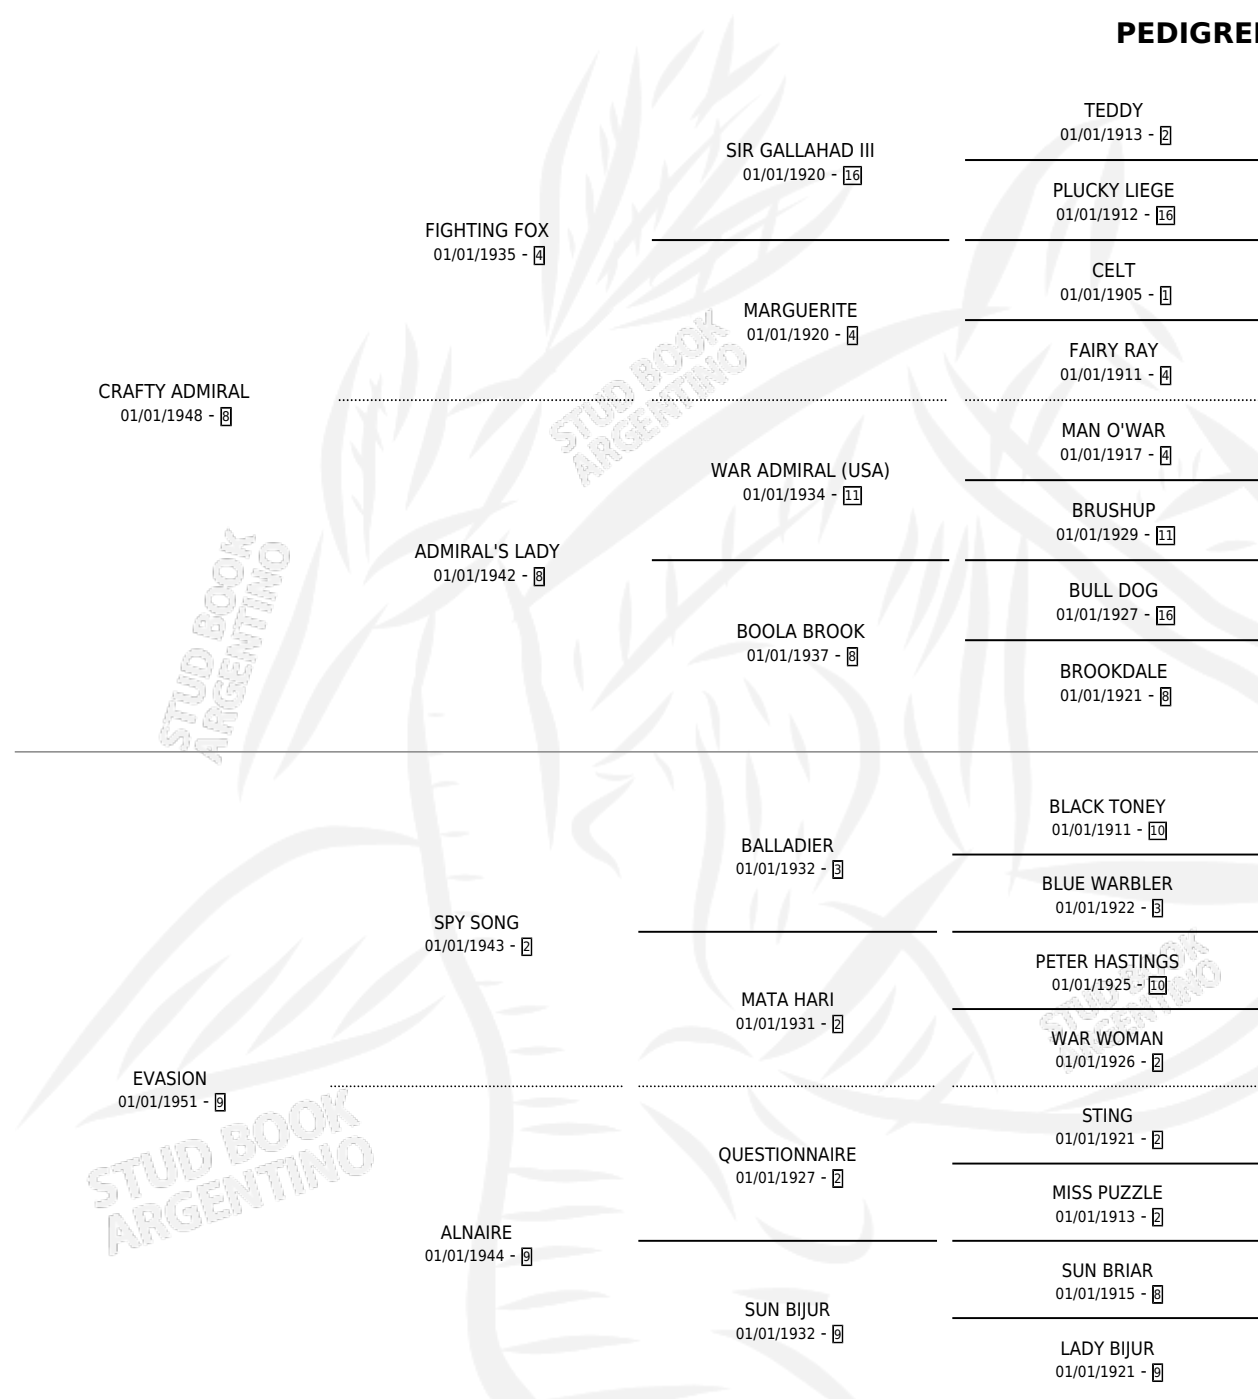 PEDIGREE
TEDDY
01/01/1913 - 2
SIR GALLAHAD III
01/01/1920 - 16
PLUCKY LIEGE
01/01/1912 - 16
FIGHTING FOX
01/01/1935 - 4
CELT
01/01/1905 - 1
MARGUERITE
01/01/1920 - 4
FAIRY RAY
01/01/1911 - 4
CRAFTY ADMIRAL
01/01/1948 - 8
MAN O'WAR
01/01/1917 - 4
WAR ADMIRAL (USA)
01/01/1934 - 11
BRUSHUP
01/01/1929 - 11
ADMIRAL'S LADY
01/01/1942 - 8
BULL DOG
01/01/1927 - 16
BOOLA BROOK
01/01/1937 - 8
BROOKDALE
01/01/1921 - 8
BLACK TONEY
01/01/1911 - 10
BALLADIER
01/01/1932 - 3
BLUE WARBLER
01/01/1922 - 3
SPY SONG
01/01/1943 - 2
PETER HASTINGS
01/01/1925 - 10
MATA HARI
01/01/1931 - 2
WAR WOMAN
01/01/1926 - 2
EVASION
01/01/1951 - 9
STING
01/01/1921 - 2
QUESTIONNAIRE
01/01/1927 - 2
MISS PUZZLE
01/01/1913 - 2
ALNAIRE
01/01/1944 - 9
SUN BRIAR
01/01/1915 - 8
SUN BIJUR
01/01/1932 - 9
LADY BIJUR
01/01/1921 - 9
STUD BOOK
ARGENTINO
STUD BOOK
ARGENTINO
STUD BOOK
ARGENTINO
STUD BOOK
ARGENTINO